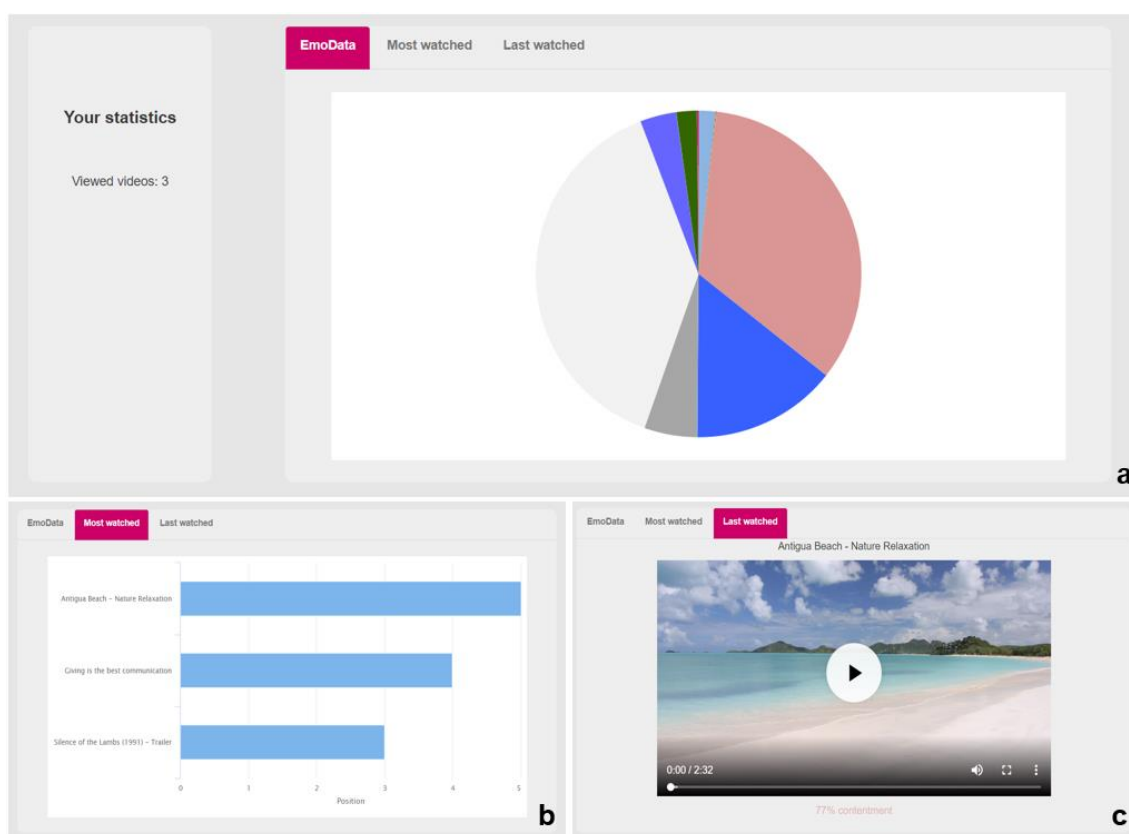 EmoData Most watched Last watched
Your statistics
Viewed videos: 3
a
EmoData Most watched Last watched
Antigua Beach – Nature Relaxation
Giving is the best communication
Silence of the Lambs (1991) – Trailer
0 1 2 3 4 5
Position
b
EmoData Most watched Last watched
Antigua Beach - Nature Relaxation
0:00 / 2:32
77% contentment
c